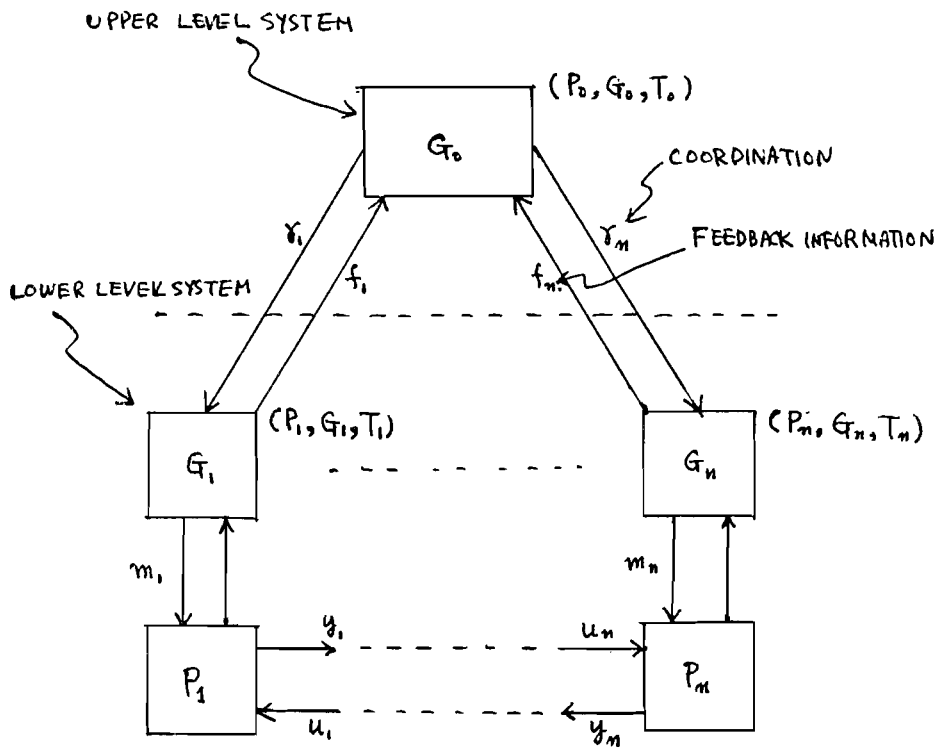 UPPER LEVEL SYSTEM
(P₀, G₀, T₀)
G₀
COORDINATION
γ₁
γₙ
FEEDBACK INFORMATION
f₁
fₙ
LOWER LEVEL SYSTEM
(P₁, G₁, T₁)
(Pₙ, Gₙ, Tₙ)
G₁
Gₙ
m₁
mₙ
y₁
uₙ
P₁
Pₙ
u₁
yₙ